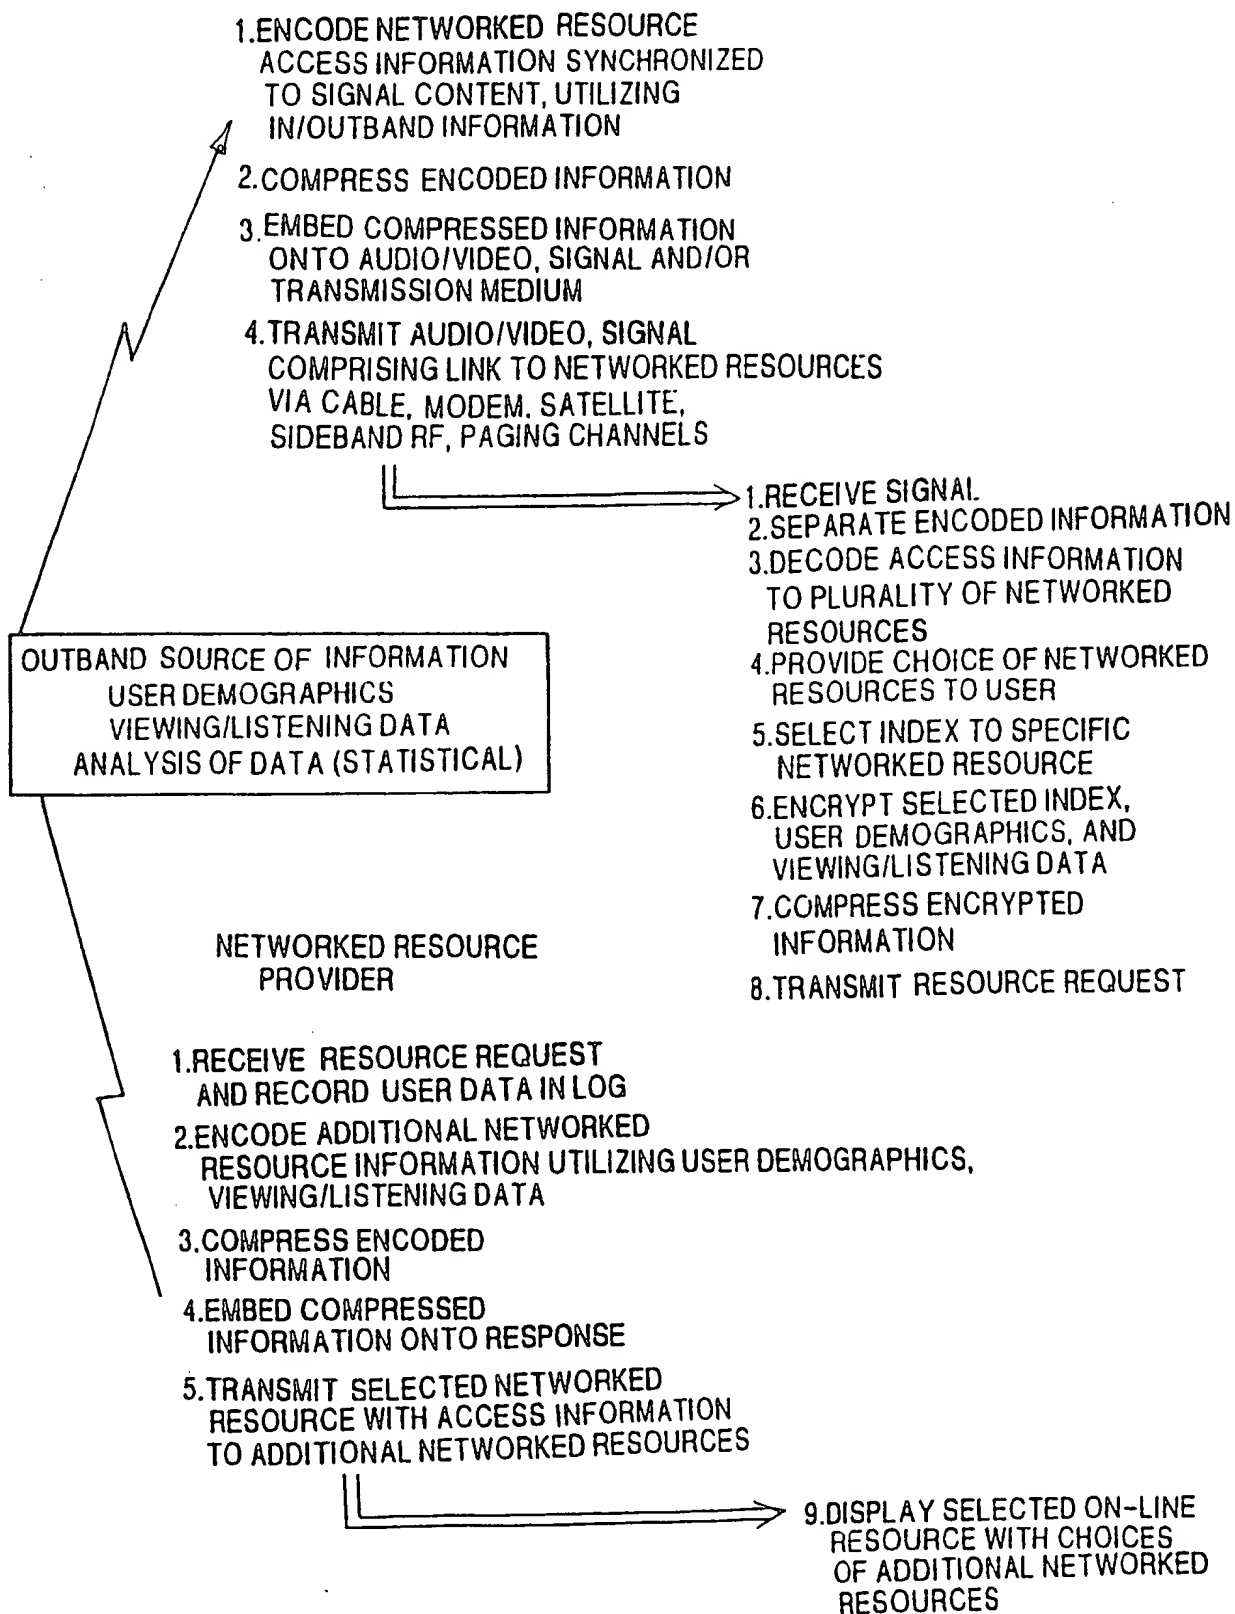 1.ENCODE NETWORKED RESOURCE
ACCESS INFORMATION SYNCHRONIZED
TO SIGNAL CONTENT, UTILIZING
IN/OUTBAND INFORMATION
2.COMPRESS ENCODED INFORMATION
3.EMBED COMPRESSED INFORMATION
ONTO AUDIO/VIDEO, SIGNAL AND/OR
TRANSMISSION MEDIUM
4.TRANSMIT AUDIO/VIDEO, SIGNAL
COMPRISING LINK TO NETWORKED RESOURCES
VIA CABLE, MODEM, SATELLITE,
SIDEBAND RF, PAGING CHANNELS
1.RECEIVE SIGNAL
2.SEPARATE ENCODED INFORMATION
3.DECODE ACCESS INFORMATION
TO PLURALITY OF NETWORKED
RESOURCES
4.PROVIDE CHOICE OF NETWORKED
RESOURCES TO USER
5.SELECT INDEX TO SPECIFIC
NETWORKED RESOURCE
6.ENCRYPT SELECTED INDEX,
USER DEMOGRAPHICS, AND
VIEWING/LISTENING DATA
7.COMPRESS ENCRYPTED
INFORMATION
8.TRANSMIT RESOURCE REQUEST
OUTBAND SOURCE OF INFORMATION
USER DEMOGRAPHICS
VIEWING/LISTENING DATA
ANALYSIS OF DATA (STATISTICAL)
NETWORKED RESOURCE
PROVIDER
1.RECEIVE RESOURCE REQUEST
AND RECORD USER DATA IN LOG
2.ENCODE ADDITIONAL NETWORKED
RESOURCE INFORMATION UTILIZING USER DEMOGRAPHICS,
VIEWING/LISTENING DATA
3.COMPRESS ENCODED
INFORMATION
4.EMBED COMPRESSED
INFORMATION ONTO RESPONSE
5.TRANSMIT SELECTED NETWORKED
RESOURCE WITH ACCESS INFORMATION
TO ADDITIONAL NETWORKED RESOURCES
9.DISPLAY SELECTED ON-LINE
RESOURCE WITH CHOICES
OF ADDITIONAL NETWORKED
RESOURCES